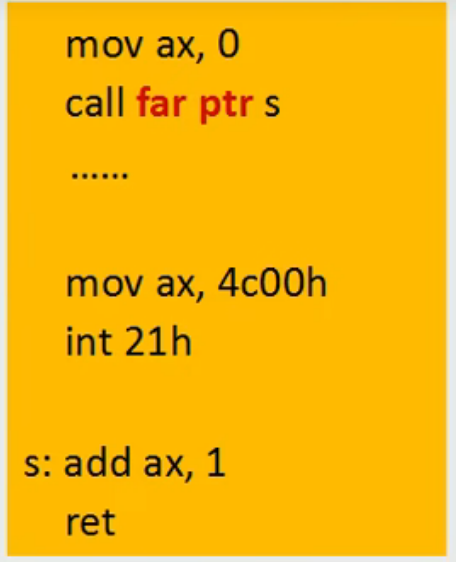 mov ax, 0
call far ptr s
......
mov ax, 4c00h
int 21h
s: add ax, 1
ret